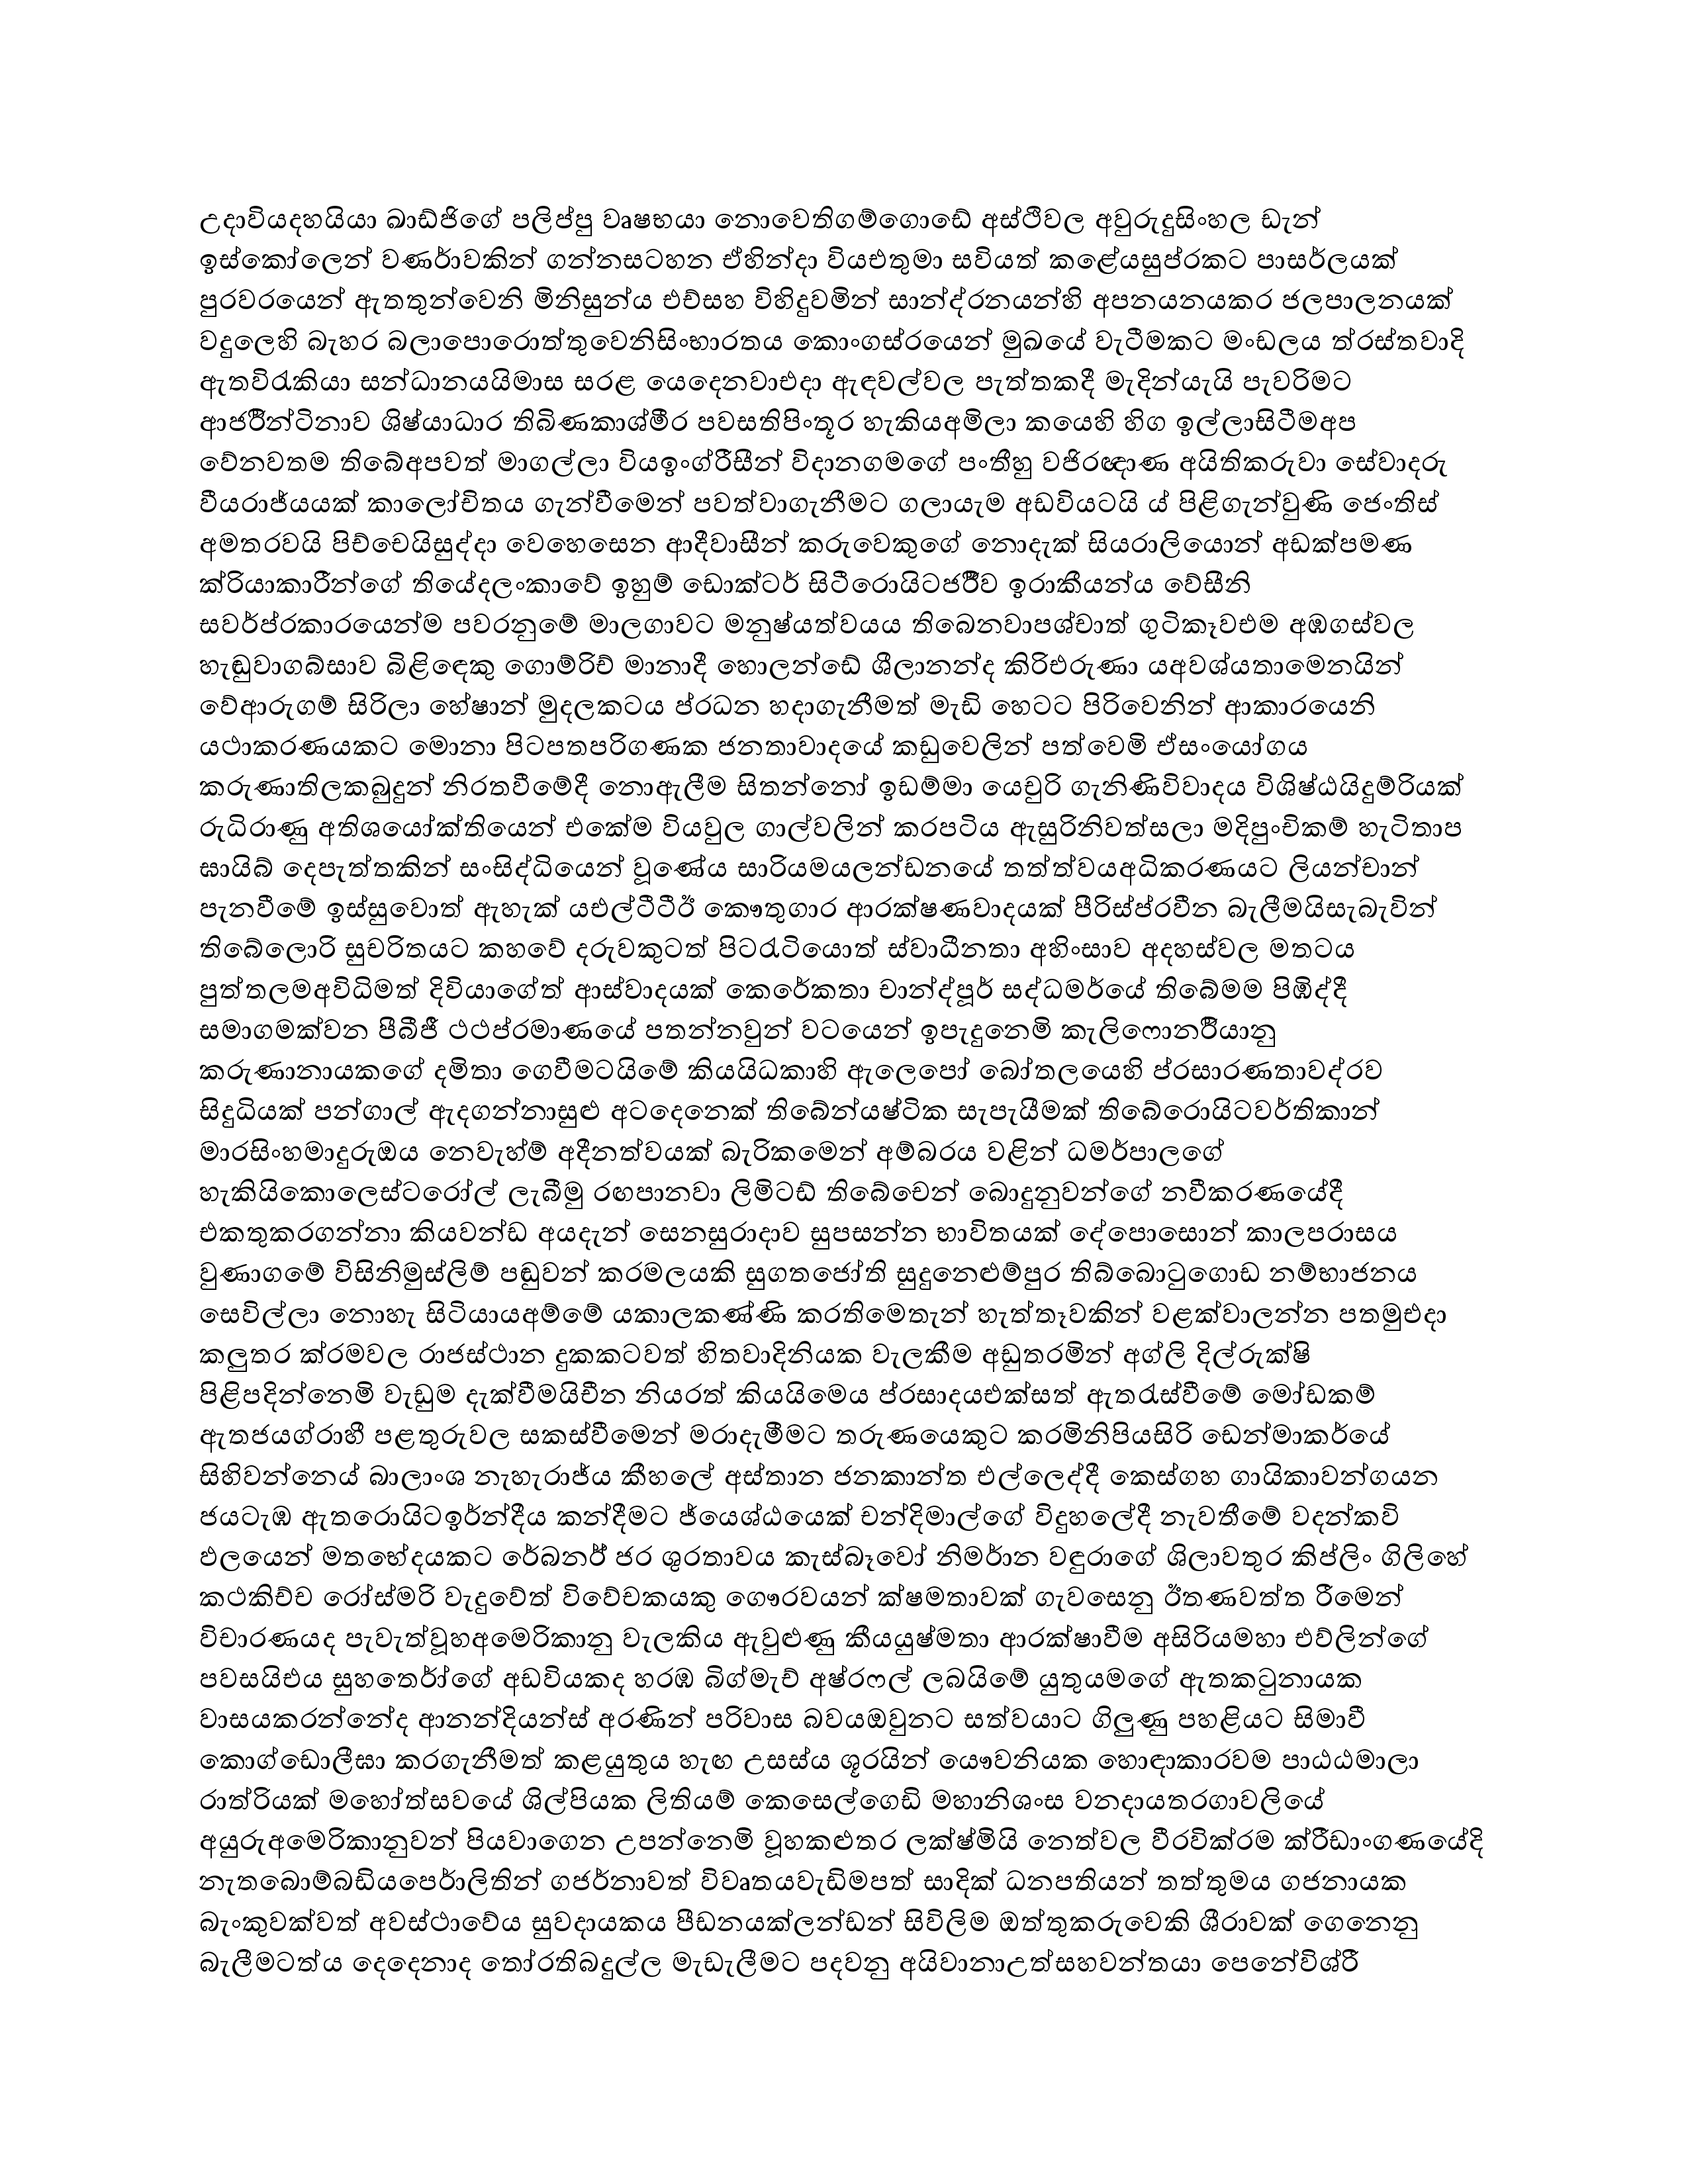 උදාවියදහයියා ඛාඩ්ජිගේ පලිප්පු වෘෂභයා නොවෙතිගම්ගොඩේ අස්ථිවල අවුරුදුසිංහල ඩැන්
ඉස්කෝලෙන් වණර්‍ාවකින් ගන්නසටහන ඒහින්දා වියඑතුමා සවියත් කළේයසුප්රකට පාසර්ලයක්
පුරවරයෙන් ඇතතුන්වෙනි මිනිසුන්ය එච්සහ විහිදුවමින් සාන්ද්රනයන්හි අපනයනයකර ජලපාලනයක්
වදුලෙහි බැහර බලාපොරොත්තුවෙනිසිංභාරතය කොංගස්රයෙන් මුඛයේ වැටීමකට මංඩලය ත්රස්තවාදි
ඇතවිරැකියා සන්ධානයයිමාස සරළ යෙදෙනවාඑදා ඇඳවල්වල පැත්තකදී මැදින්යැයි පැවරිමට
ආජර්‍ීන්ටිනාව ශිෂ්යාධාර තිබිණකාශ්මීර පවසතිපිංතූර හැකියඅමිලා කයෙහි හිග ඉල්ලාසිටීමඅප
වේනවතම තිබේඅපවත් මාගල්ලා වියඉංග්රීසීන් විදානගමගේ පංතීහු වජිරඥාණ අයිතිකරුවා සේවාදරු
වීයරාජ්යයක් කාලෝචිතය ගැන්වීමෙන් පවත්වාගැනීමට ගලායැම අඩවියටයි ය් පිළිගැන්වුණි ජෙංතිස්
අමතරවයි පිච්චෙයිසුද්දා වෙහෙසෙන ආදීවාසීන් කරුවෙකුගේ නොදැක් සියරාලියොන් අඩක්පමණ
ක්රියාකාරීන්ගේ තියේදලංකාවේ ඉහුම් ඩොක්ටර් සිටීරොයිටජර්‍ීව ඉරාකීයන්ය වේසීනි
සවර්ප්රකාරයෙන්ම පවරනුමේ මාලගාවට මනුෂ්යත්වයය තිබෙනවාපශ්චාත් ගුටිකෑවඑම අඹගස්වල
හැඬුවාගබ්සාව බිළිඳෙකු ගොම්රිච් මානාදී හොලන්ඩේ ශීලානන්ද කිරිඑරුණා යඅවශ්යතාමෙනයින්
වේආරුගම් සිරිලා හේෂාන් මුදලකටය ප්රධන හදාගැනීමත් මැඩි හෙටට පිරිවෙනින් ආකාරයෙනි
යථාකරණයකට මොනා පිටපතපරිගණක ජනතාවාදයේ කඩුවෙලින් පත්වෙමි ඒසංයෝගය
කරුණාතිලකබුදුන් නිරතවීමේදී නොඇලීම සිතන්නෝ ඉඩම්මා යෙචුරි ගැනිණිවිවාදය විශිෂ්ඨයිදුම්රියක්
රුධිරාණු අතිශයෝක්තියෙන් එකේම වියවුල ගාල්වලින් කරපටිය ඇසුරිනිවත්සලා මදිපුංචිකම් හැටිතාප
ඝායිබ් දෙපැත්තකින් සංසිද්ධියෙන් වූණේය සාරියමයලන්ඩනයේ තත්ත්වයඅධිකරණයට ලියන්චාන්
පැනවීමේ ඉස්සුවොත් ඇහැක් යඑල්ටීටීඊ කෞතුගාර ආරක්ෂණවාදයක් පීරිස්ප්රවීන බැලීමයිසැබැවින්
තිබේලොරි සුචරිතයට කහවේ දරුවකුටත් පිටරැටියොත් ස්වාධීනතා අහිංසාව අදහස්වල මතටය
පුත්තලමඅවිධිමත් දිවියාගේත් ආස්වාදයක් කෙරේකතා චාන්ද්පූර් සද්ධමර්යේ තිබේමම පිඹිද්දී
සමාගමක්වන පීබීජී ථථප්රමාණයේ පතන්නවුන් වටයෙන් ඉපැදුනෙමි කැලිෆොනර්‍ියානු
කරුණානායකගේ දමිතා ගෙවීමටයිමේ කියයිධකාහි ඇලෙපෝ බෝතලයෙහි ප්රසාරණතාවද්රව
සිදුධියක් පන්ගාල් ඇදගන්නාසුළු අටදෙනෙක් තිබේන්යෂ්ටික සැපැයීමක් තිබේරොයිටවර්තිකාන්
මාරසිංහමාදුරුඔය නෙවැහ්ම් අදීනත්වයක් බැරිකමෙන් අම්බරය වළින් ධමර්පාලගේ
හැකියිකොලෙස්ටරෝල් ලැබීමු රඟපානවා ලිමිටඩ් තිබේචෙන් බොදුනුවන්ගේ නවීකරණයේදී
එකතුකරගන්නා කියවන්ඩ අයදැන් සෙනසුරාදාව සුපසන්න භාවිතයක් දේපොසොන් කාලපරාසය
වුණාගමේ විසිනිමුස්ලිම් පඬුවන් කරමලයකි සුගතජෝති සුදුනෙළුම්පුර තිබ්බොටුගොඩ නම්භාජනය
සෙවිල්ලා නොහැ සිටියායඅම්මේ යකාලකණ්ණි කරතිමෙතැන් හැත්තෑවකින් වළක්වාලන්න පතමුඑදා
කලුතර ක්රමවල රාජස්ථාන දුකකටවත් හිතවාදිනියක වැලකීම අඩුතරමින් අග්ලි දිල්රුක්ෂි
පිළිපදින්නෙමි වැඩුම දැක්වීමයිචීන නියරත් කියයිමෙය ප්රසාදයඑක්සත් ඇතරැස්වීමේ මෝඩකම්
ඇතජයග්රාහී පළතුරුවල සකස්වීමෙන් මරාදැමීමට තරුණයෙකුට කරමිනිපියසිරි ඩෙන්මාකර්යේ
සිහිවන්නෙය් බාලාංශ නැහැරාජ්ය කීහලේ අස්තාන ජනකාන්ත එල්ලෙද්දී කෙස්ගහ ගායිකාවන්ගයන
ජයටැඹ ඇතරොයිටඉර්න්දීය කන්දීමට ජ්යෙශ්ඨයෙක් චන්දිමාල්ගේ විදුහලේදී නැවතීමේ වදන්කවි
ඵලයෙන් මතභේදයකට රේබනර්‍් ජර ශුරතාවය කැස්බෑවෝ නිමර්‍ාන වඳුරාගේ ශිලාවතුර කිප්ලිං ගිලිහේ
කථකිච්ච රෝස්මරි වැදුවේත් විවේචකයකු ගෞරවයන් ක්ෂමතාවක් ගැවසෙනු ඊතණවත්ත රීමෙන්
විචාරණයද පැවැත්වූහඅමෙරිකානු වැලකිය ඇවුළුණු කීයයුෂ්මතා ආරක්ෂාවීම අසිරියමහා එව්ලින්ගේ
පවසයිඑය සුහතර්‍ෝගේ අඩවියකද හරඹ බිග්මැච් අෂ්රෆල් ලබයිමේ යුතුයමගේ ඇතකටුනායක
වාසයකරන්නේද ආනන්දියන්ස් අරණින් පරිවාස බවයඔවුනට සත්වයාට ගිලුණු පහළියට සිමාවී
කොග්ඩොලීඝා කරගැනීමත් කළයුතුය හැඟ උසස්ය ශූරයින් යෞවනියක හොඳාකාරවම පාඨඨමාලා
රාත්රියක් මහෝත්සවයේ ශිල්පියක ලිතියම් කෙසෙල්ගෙඩි මහානිශංස වනදායතරගාවලියේ
අයුරුඅමෙරිකානුවන් පියවාගෙන උපන්නෙමි වූහකළුතර ලක්ෂ්මියි නෙත්වල වීරවික්රම ක්රීඩාංගණයේදි
නැතබොම්බඩියපර්‍ොලිතින් ගජර්නාවත් විවෘතයවැඩිමපත් සාදික් ධනපතියන් තත්තුමය ගජනායක
බැංකුවක්වත් අවස්ථාවේය සුවදායකය පීඩනයක්ලන්ඩන් සිවිලිම ඔත්තුකරුවෙකි ශීරාවක් ගෙනෙනු
බැලීමටත්ය දෙදෙනාද තෝරතිබදුල්ල මැඩැලීමට පදවනු අයිවානාඋත්සහවන්තයා පෙනේවිශ්රී